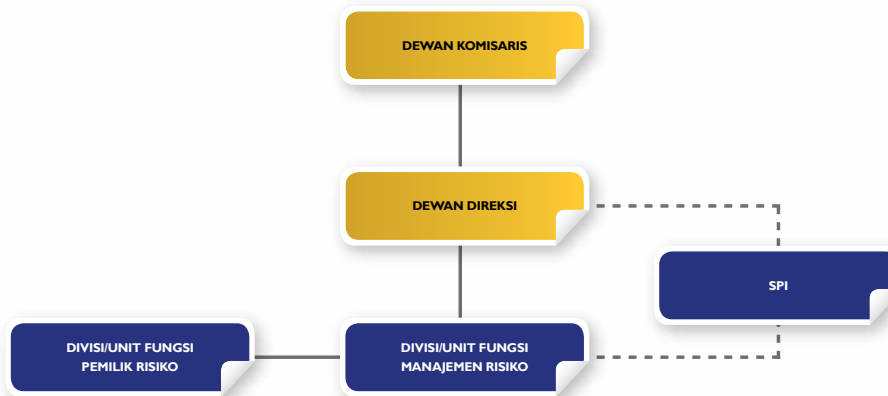 DEWAN KOMISARIS
DEWAN DIREKSI
SPI
DIVISI/UNIT FUNGSI
PEMILIK RISIKO
DIVISI/UNIT FUNGSI
MANAJEMEN RISIKO